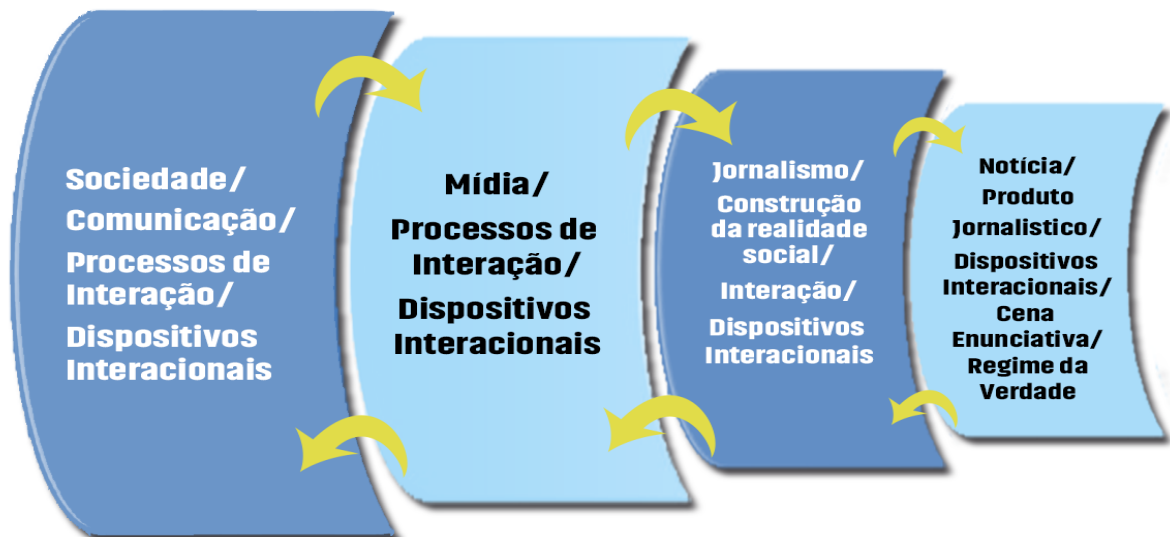 Sociedade/
Comunicação/
Processos de
Interação/
Dispositivos
Interacionais
Mídia/
Processos de
Interação/
Dispositivos
Interacionais
Jornalismo/
Construção
da realidade
social/
Interação/
Dispositivos
Interacionais
Notícia/
Produto
Jornalistico/
Dispositivos
Interacionais/
Cena
Enunciativa/
Regime da
Verdade